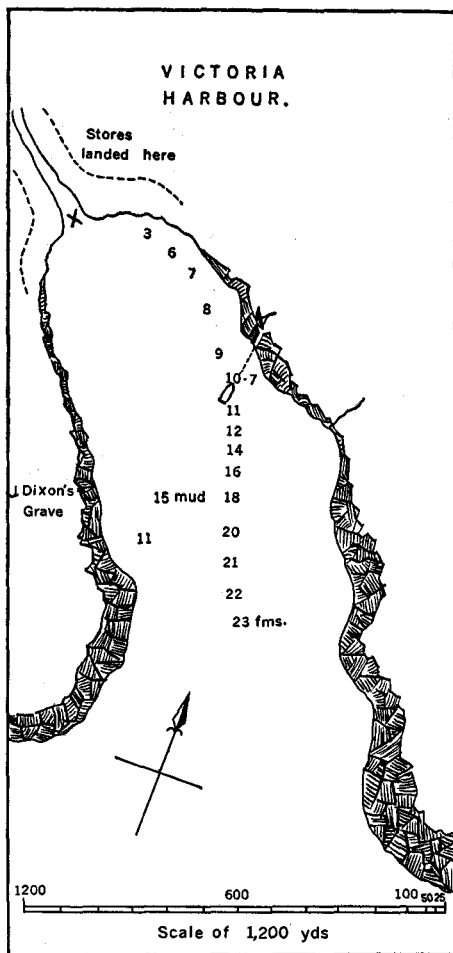 VICTORIA
HARBOUR.
Stores
landed here
3
6
7
8
9
10-7
11
12
14
16
15 mud 18
Dixon's
Grave
11
20
21
22
23 fms.
1200 600 100 50 25
Scale of 1,200 yds